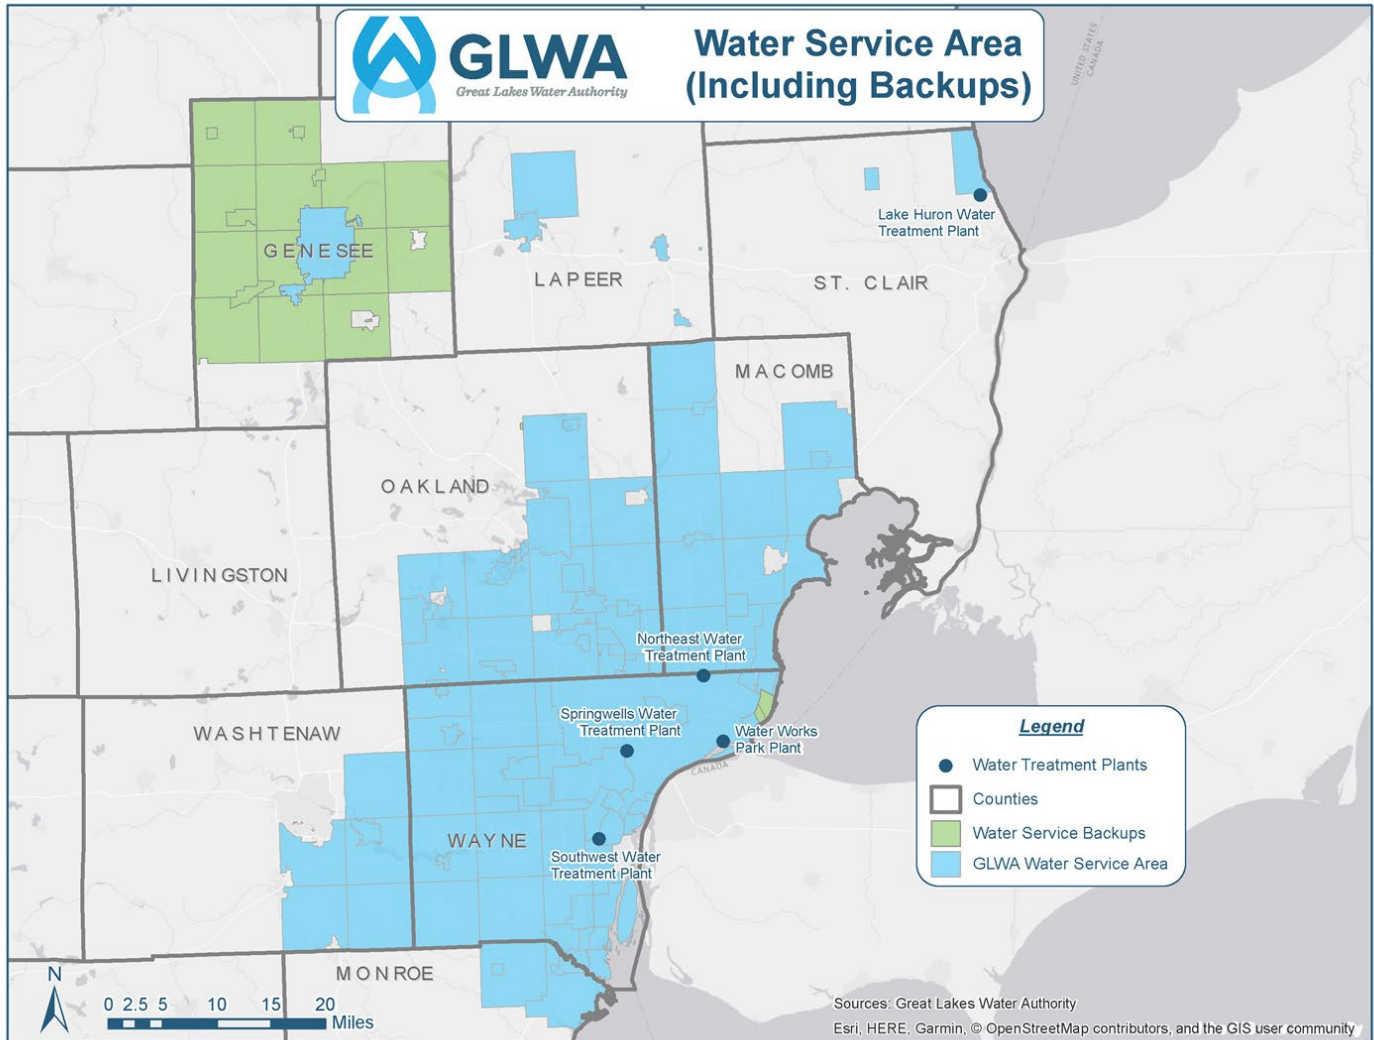 GLWA
Great Lakes Water Authority
Water Service Area
(Including Backups)
UNITED STATES
CANADA
Lake Huron Water
Treatment Plant
GENESEE
LAPEER
ST. CLAIR
MACOMB
OAKLAND
LIVINGSTON
Northeast Water
Treatment Plant
WASHTENAW
Springwells Water
Treatment Plant
Water Works
Park Plant
CANADA
WAYNE
Southwest Water
Treatment Plant
MONROE
Legend
Water Treatment Plants
Counties
Water Service Backups
GLWA Water Service Area
N
0 2.5 5 10 15 20
Miles
Sources: Great Lakes Water Authority
Esri, HERE, Garmin, © OpenStreetMap contributors, and the GIS user community